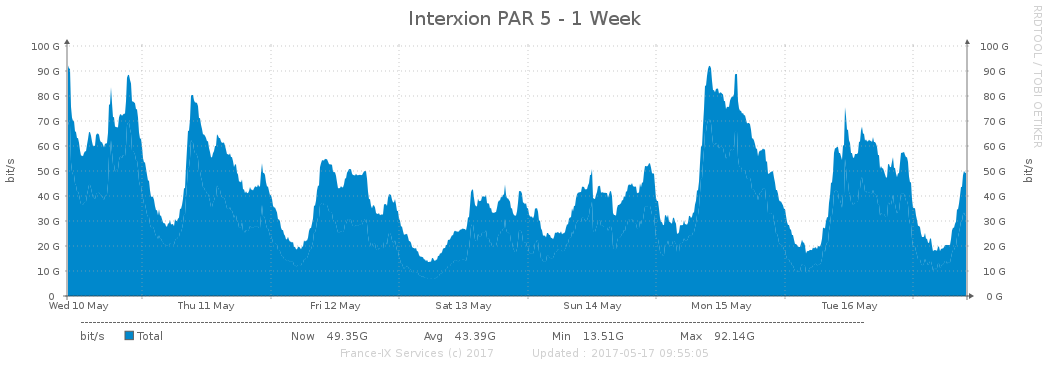 Interxion PAR 5 - 1 Week
RRDTOOL / TOBI OETIKER
bit/s
bit/s
100 G 100 G
90 G 90 G
80 G 80 G
70 G 70 G
60 G 60 G
50 G 50 G
40 G 40 G
30 G 30 G
20 G 20 G
10 G 10 G
0 0 G
Wed 10 May Thu 11 May Fri 12 May Sat 13 May Sun 14 May Mon 15 May Tue 16 May
bit/s Total Now 49.35G Avg 43.39G Min 13.51G Max 92.14G
France-IX Services (c) 2017 Updated : 2017-05-17 09:55:05